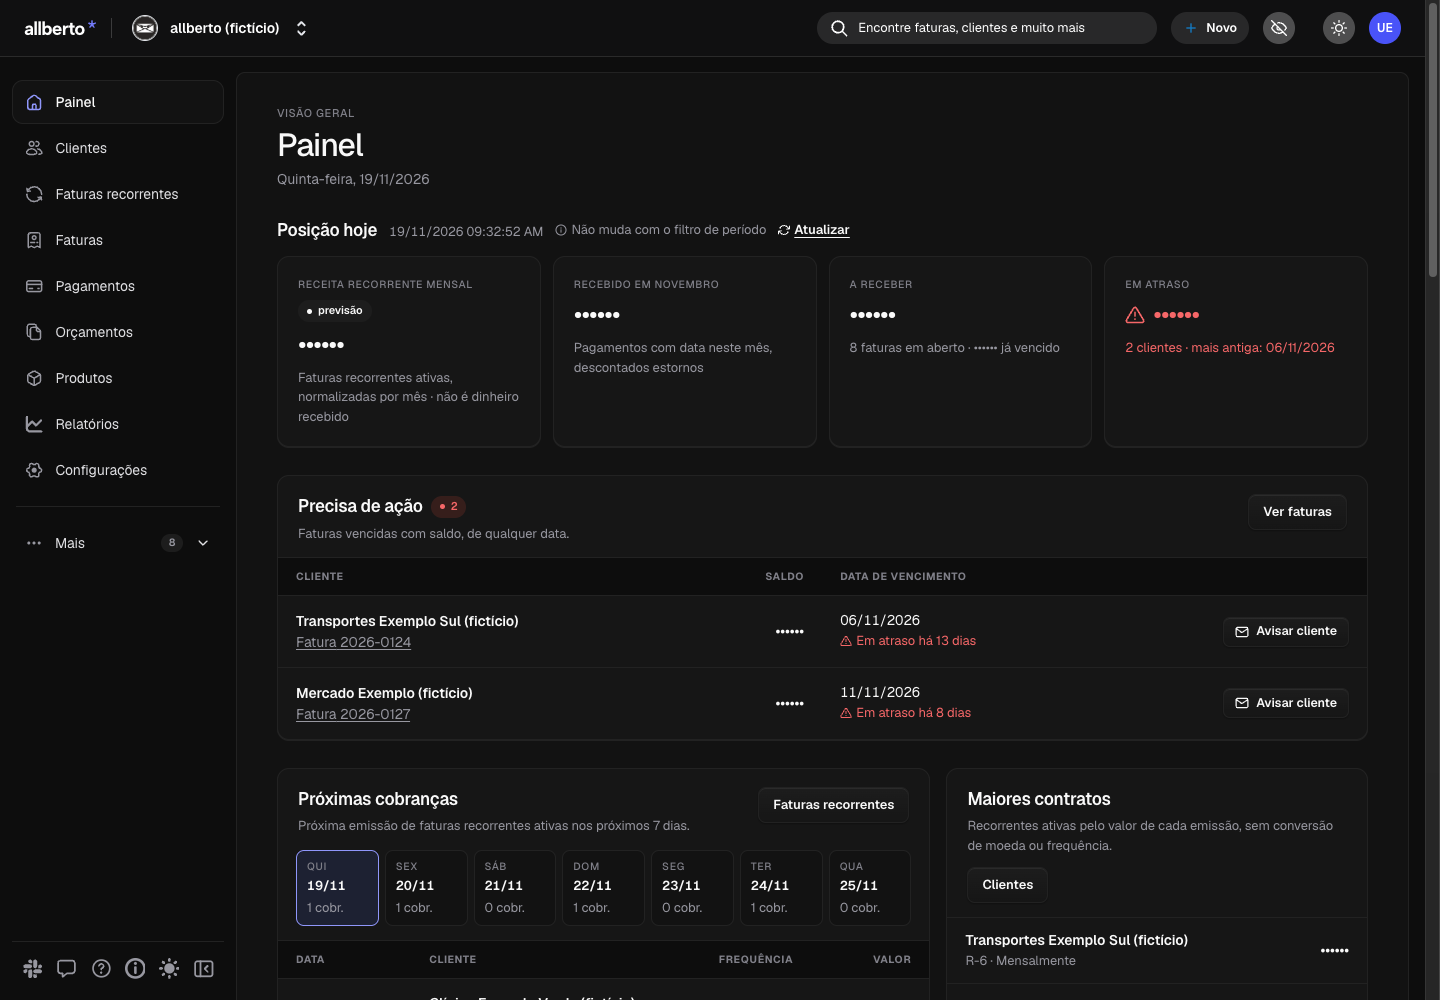 allberto*
allberto (fictício)
Encontre faturas, clientes e muito mais
+ Novo
UE
Painel
Clientes
Faturas recorrentes
Faturas
Pagamentos
Orçamentos
Produtos
Relatórios
Configurações
Mais
8
VISÃO GERAL
Painel
Quinta-feira, 19/11/2026
Posição hoje 19/11/2026 09:32:52 AM Não muda com o filtro de período Atualizar
RECEITA RECORRENTE MENSAL
previsão
••••••
Faturas recorrentes ativas,
normalizadas por mês · não é dinheiro
recebido
RECEBIDO EM NOVEMBRO
••••••
Pagamentos com data neste mês,
descontados estornos
A RECEBER
••••••
8 faturas em aberto · •••••• já vencido
EM ATRASO
••••••
2 clientes · mais antiga: 06/11/2026
Precisa de ação • 2
Faturas vencidas com saldo, de qualquer data.
Ver faturas
CLIENTE SALDO DATA DE VENCIMENTO
Transportes Exemplo Sul (fictício)
Fatura 2026-0124
••••••
06/11/2026
Em atraso há 13 dias
Avisar cliente
Mercado Exemplo (fictício)
Fatura 2026-0127
••••••
11/11/2026
Em atraso há 8 dias
Avisar cliente
Próximas cobranças
Próxima emissão de faturas recorrentes ativas nos próximos 7 dias.
Faturas recorrentes
QUI
19/11
1 cobr.
SEX
20/11
1 cobr.
SÁB
21/11
0 cobr.
DOM
22/11
1 cobr.
SEG
23/11
0 cobr.
TER
24/11
1 cobr.
QUA
25/11
0 cobr.
DATA CLIENTE FREQUÊNCIA VALOR
Maiores contratos
Recorrentes ativas pelo valor de cada emissão, sem conversão
de moeda ou frequência.
Clientes
Transportes Exemplo Sul (fictício)
R-6 · Mensalmente
••••••